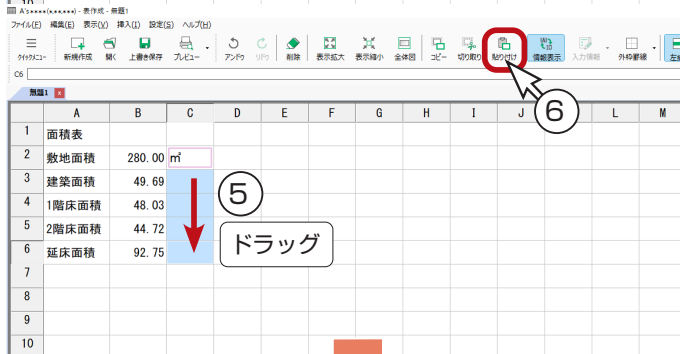 10
A's****(k,**,***) - 表作成 - 無題1
ファイル(F) 編集(E) 表示(V) 挿入(I) 設定(S) ヘルプ(H)
クイックメニュー 新規作成 開く 上書き保存 プレビュー アンドゥ リドゥ 削除 表示拡大 表示縮小 全体図 コピー 切り取り 貼り付け 情報表示 入力情報 外枠罫線
C6
無題1 x
A B C D E F G H I J L M
1 面積表
2 敷地面積 280.00 ㎡
3 建築面積 49.69
4 1階床面積 48.03
5 2階床面積 44.72
6 延床面積 92.75
7
8
9
10
⑤
ドラッグ
⑥